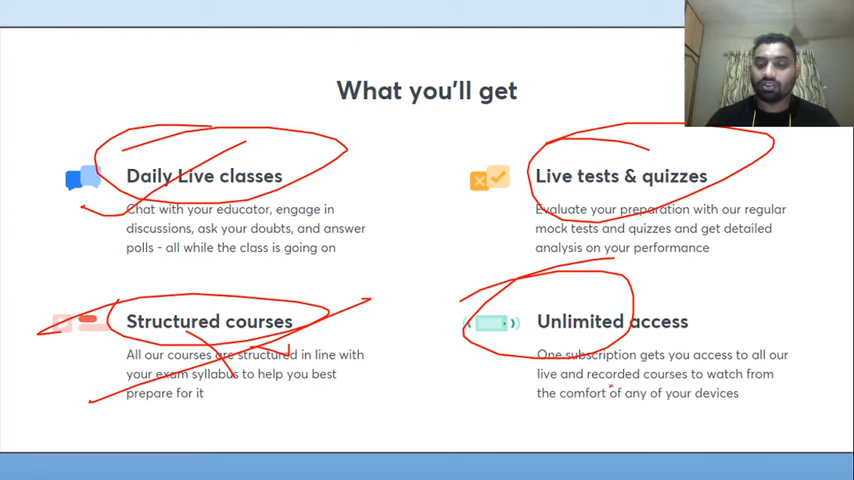 What you'll get
Daily Live classes
Chat with your educator, engage in
discussions, ask your doubts, and answer
polls - all while the class is going on
Live tests & quizzes
Evaluate your preparation with our regular
mock tests and quizzes and get detailed
analysis on your performance
Structured courses
All our courses are structured in line with
your exam syllabus to help you best
prepare for it
Unlimited access
One subscription gets you access to all our
live and recorded courses to watch from
the comfort of any of your devices